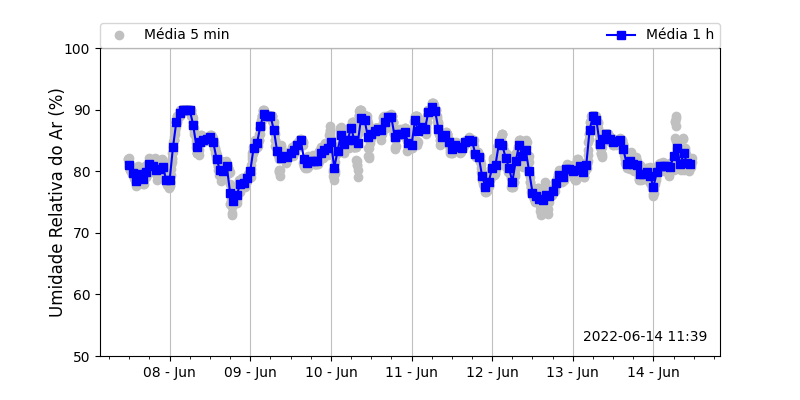 Média 5 min
Média 1 h
Umidade Relativa do Ar (%)
100
90
80
70
60
50
2022-06-14 11:39
08 - Jun
09 - Jun
10 - Jun
11 - Jun
12 - Jun
13 - Jun
14 - Jun